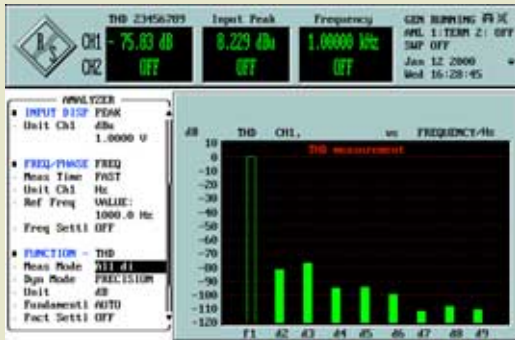 THD 23456789 Input Peak Frequency GEN RUNNING
R S
CH1 - 75.83 dB 8.229 dBu 1.00000 kHz
ANL 1:TERM 2: OFF
SWP OFF
CH2 OFF OFF OFF
Jan 12 2000
Wed 16:28:45
ANALYZER
INPUT DISP PEAK
Unit Ch1 dBu
1.0000 V
FREQ/PHASE FREQ
Meas Time FAST
Unit Ch1 Hz
Ref Freq VALUE:
1000.0 Hz
Freq Settl OFF
FUNCTION - THD
Meas Mode All di
Dyn Mode PRECISION
Unit dB
Fundamentl AUTO
Fnct Settl OFF
dB THD CH1, vs FREQUENCY/Hz
THD measurement
10
0
-10
-20
-30
-40
-50
-60
-70
-80
-90
-100
-110
-120
f1 d2 d3 d4 d5 d6 d7 d8 d9